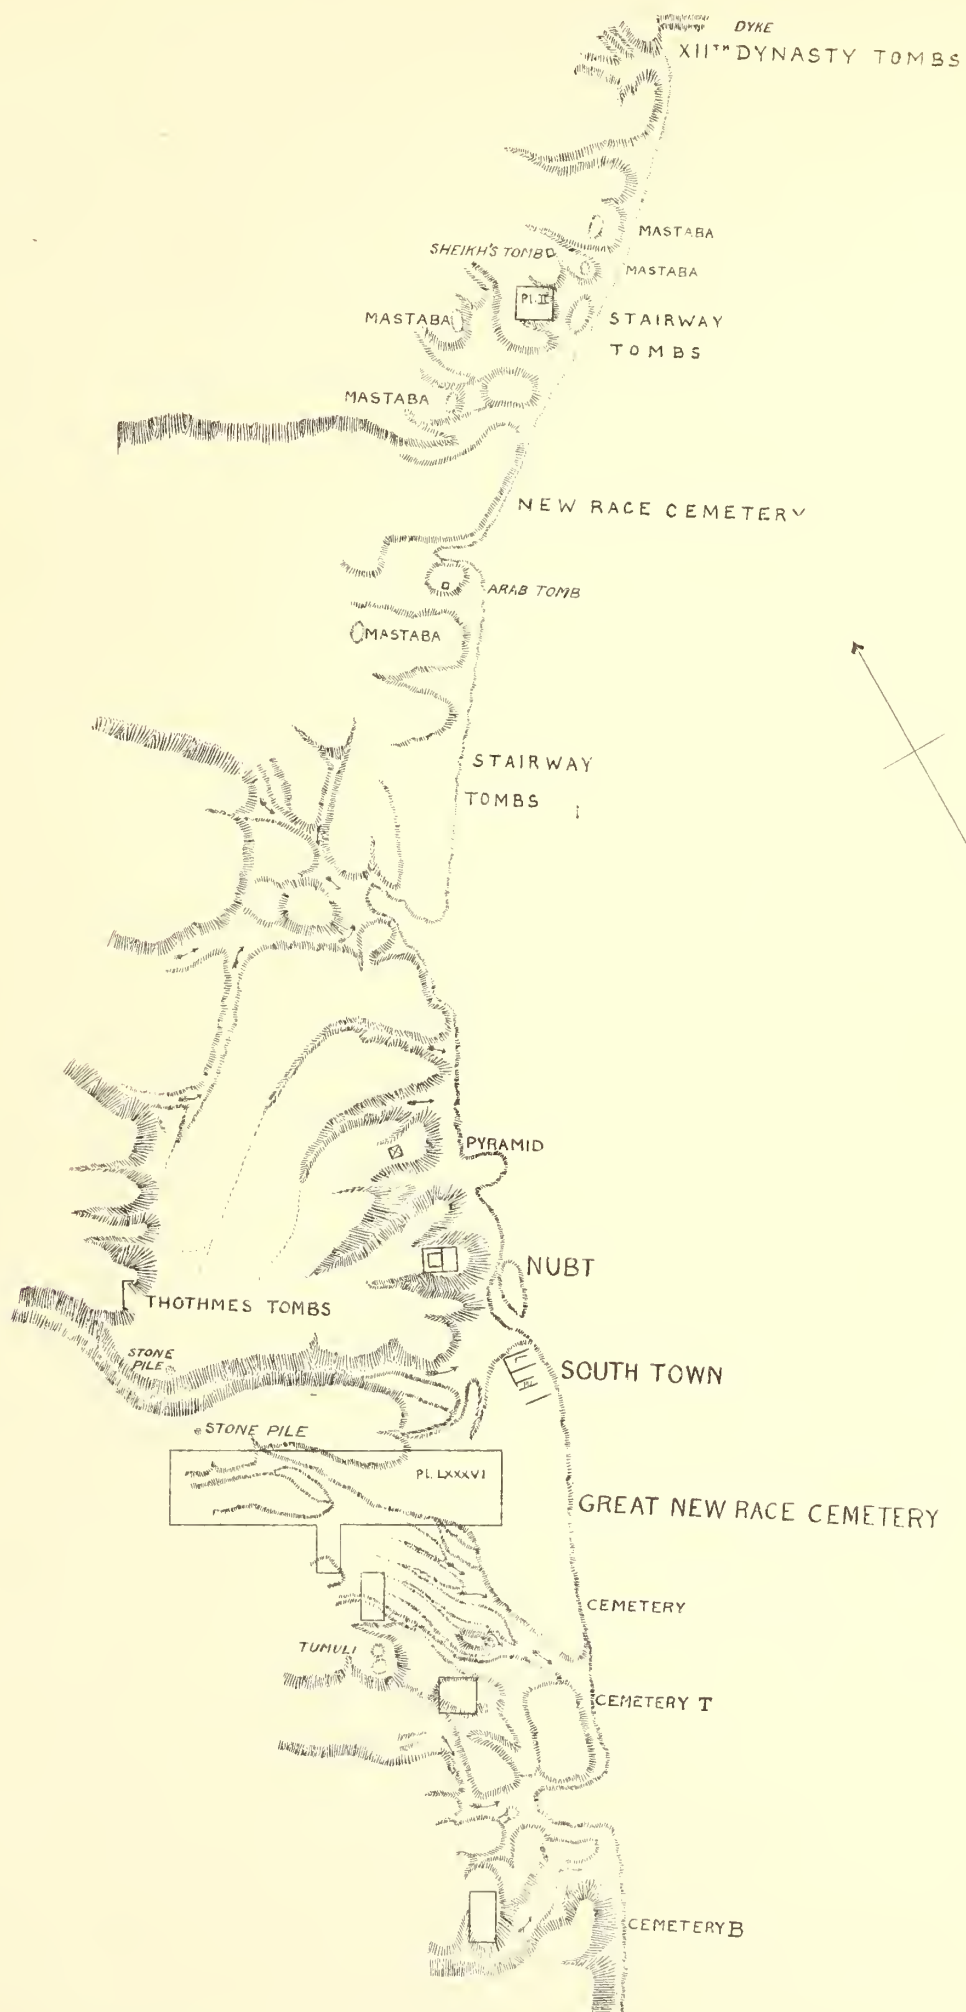 DYKE
XIITH DYNASTY TOMBS
MASTABA
SHEIKH'S TOMB
MASTABA
Pl. II
MASTABA
STAIRWAY
TOMBS
MASTABA
NEW RACE CEMETERY
ARAB TOMB
MASTABA
STAIRWAY
TOMBS
PYRAMID
NUBT
THOTHMES TOMBS
STONE
PILE
SOUTH TOWN
STONE PILE
Pl. LXXXVI
GREAT NEW RACE CEMETERY
CEMETERY
TUMULI
CEMETERY T
CEMETERY B